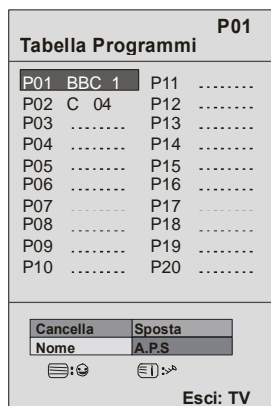 P01
Tabella Programmi
P01 BBC 1 P11 ........
P02 C 04 P12 ........
P03 ........ P13 ........
P04 ........ P14 ........
P05 ........ P15 ........
P06 ........ P16 ........
P07 ........ P17 ........
P08 ........ P18 ........
P09 ........ P19 ........
P10 ........ P20 ........
Cancella Sposta
Nome A.P.S
Esci: TV